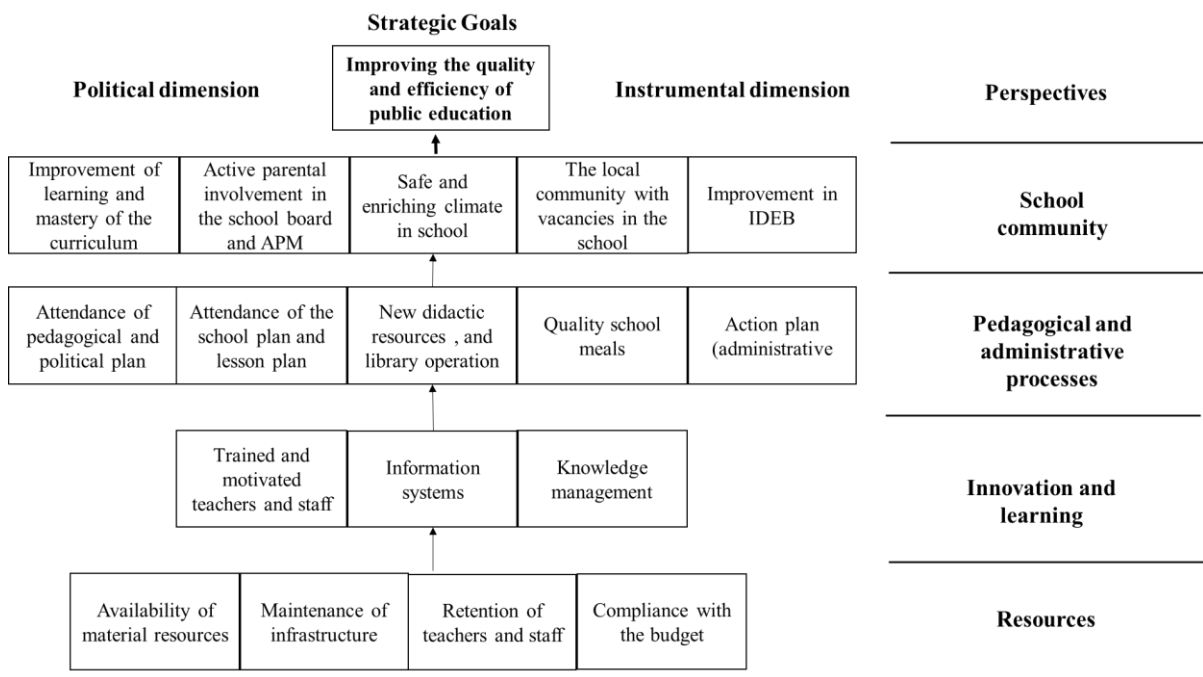 Strategic Goals
Political dimension
Improving the quality
and efficiency of
public education
Instrumental dimension
Perspectives
Improvement of
learning and
mastery of the
curriculum
Active parental
involvement in
the school board
and APM
Safe and
enriching climate
in school
The local
community with
vacancies in the
school
Improvement in
IDEB
School
community
Attendance of
pedagogical and
political plan
Attendance of the
school plan and
lesson plan
New didactic
resources , and
library operation
Quality school
meals
Action plan
(administrative
Pedagogical and
administrative
processes
Trained and
motivated
teachers and staff
Information
systems
Knowledge
management
Innovation and
learning
Availability of
material resources
Maintenance of
infrastructure
Retention of
teachers and staff
Compliance with
the budget
Resources